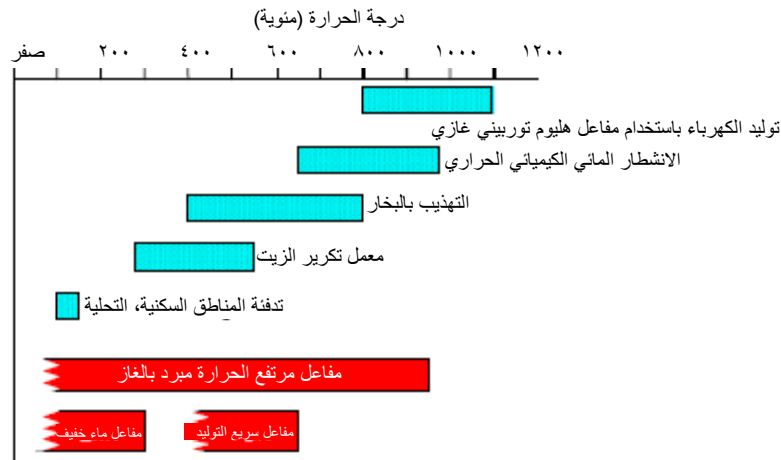 درجة الحرارة (مئوية)
صفر ٢٠٠ ٤٠٠ ٦٠٠ ٨٠٠ ١٠٠٠ ١٢٠٠
توليد الكهرباء باستخدام مفاعل هليوم توربيني غازي
الانشطار المائي الكيميائي الحراري
التهذيب بالبخار
معمل تكرير الزيت
تدفئة المناطق السكنية، التحلية
مفاعل مرتفع الحرارة مبرد بالغاز
مفاعل سريع التوليد
مفاعل ماء خفيف